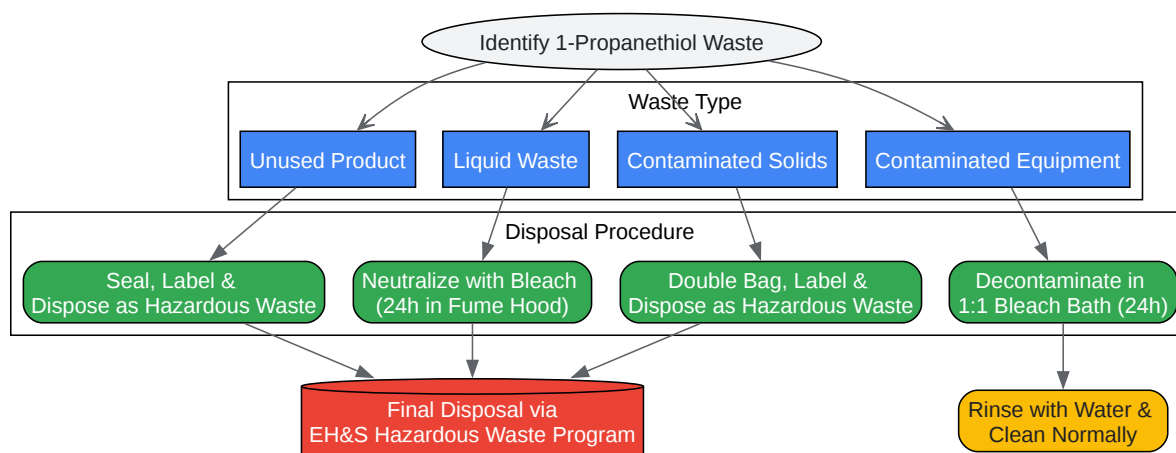 Identify 1-Propanethiol Waste
Waste Type
Unused Product
Liquid Waste
Contaminated Solids
Contaminated Equipment
Disposal Procedure
Seal, Label &
Dispose as Hazardous Waste
Neutralize with Bleach
(24h in Fume Hood)
Double Bag, Label &
Dispose as Hazardous Waste
Decontaminate in
1:1 Bleach Bath (24h)
Final Disposal via
EH&S Hazardous Waste Program
Rinse with Water &
Clean Normally